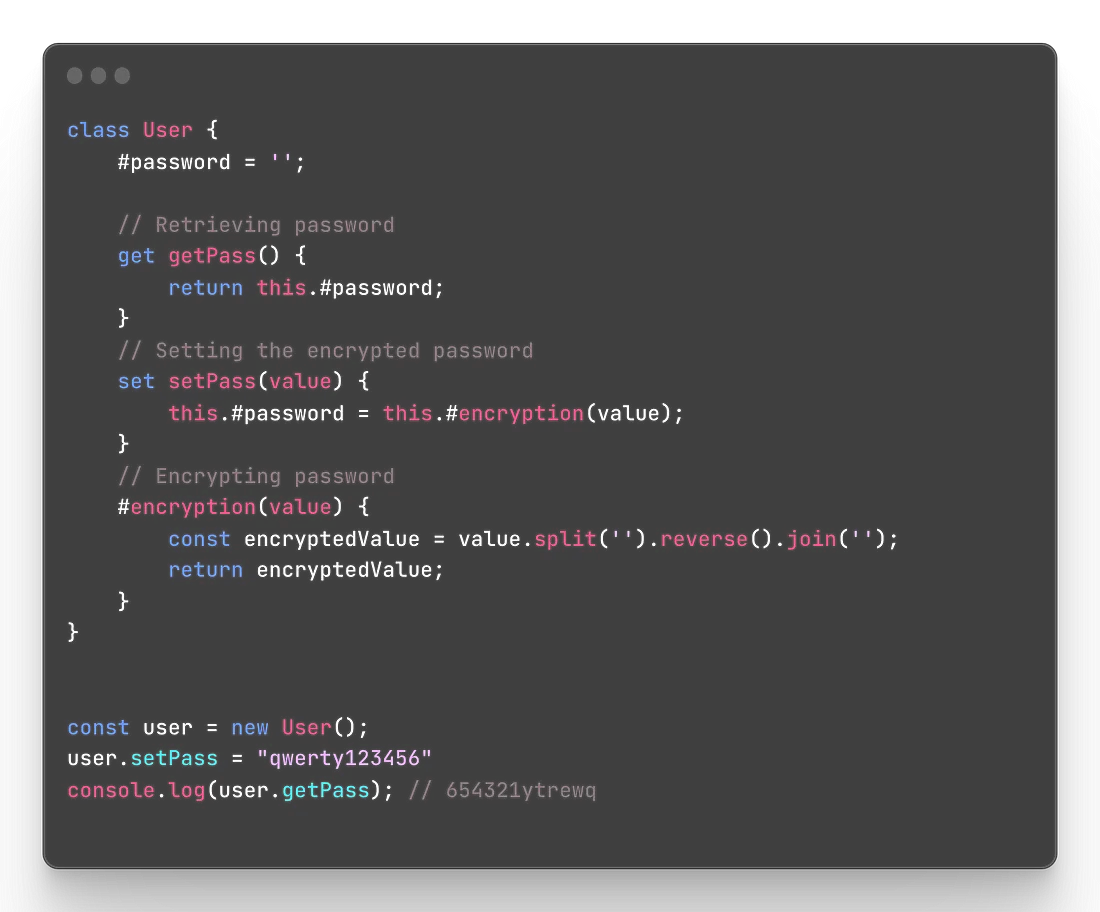 class User {
    #password = '';

    // Retrieving password
    get getPass() {
        return this.#password;
    }
    // Setting the encrypted password
    set setPass(value) {
        this.#password = this.#encryption(value);
    }
    // Encrypting password
    #encryption(value) {
        const encryptedValue = value.split('').reverse().join('');
        return encryptedValue;
    }
}

const user = new User();
user.setPass = "qwerty123456"
console.log(user.getPass); // 654321ytrewq